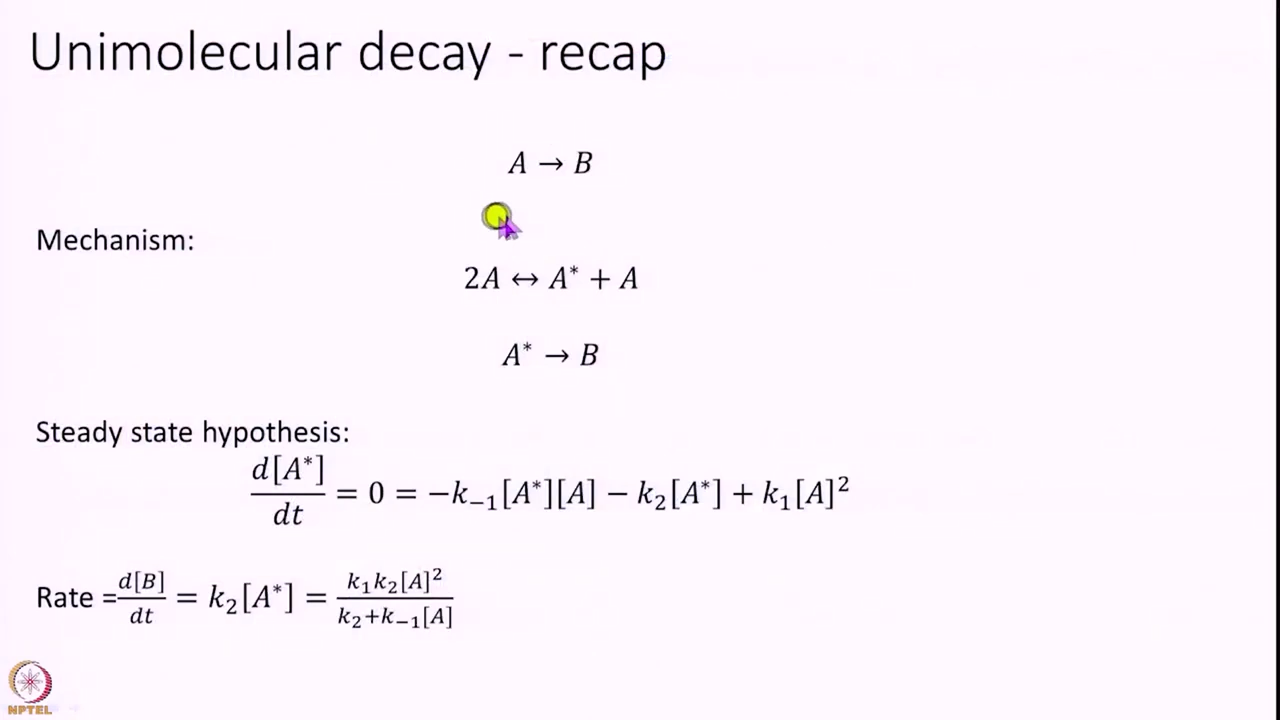 Unimolecular decay - recap
A → B
Mechanism:
2A ↔ A* + A
A* → B
Steady state hypothesis:
d[A*]/dt = 0 = −k₋₁[A*][A] − k₂[A*] + k₁[A]²
Rate = d[B]/dt = k₂[A*] = k₁k₂[A]²/k₂+k₋₁[A]
NPTEL